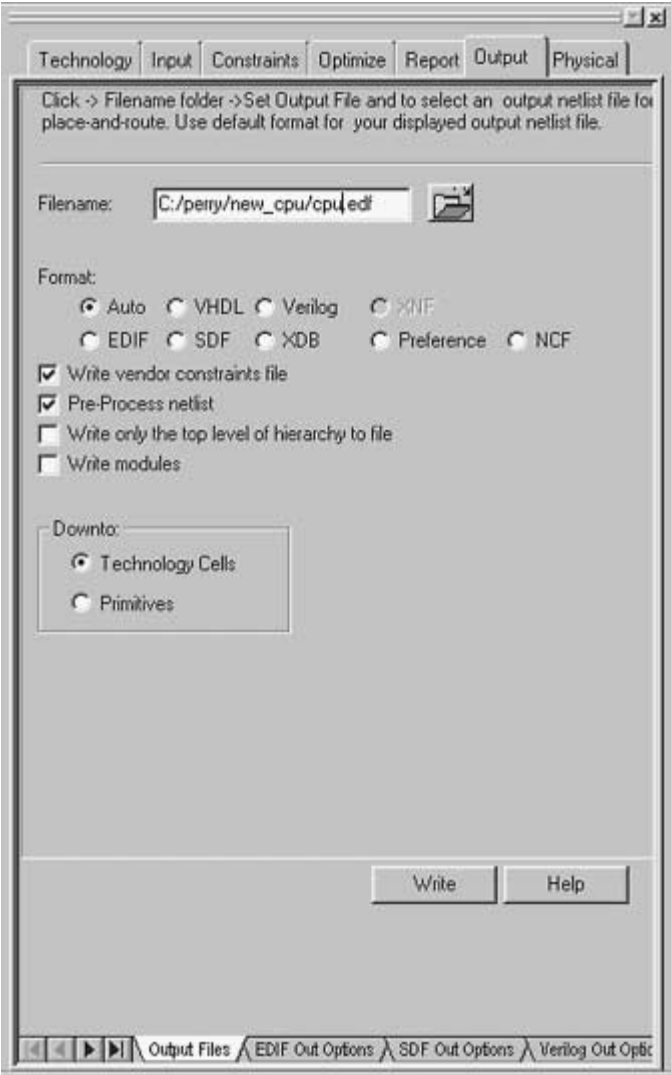 Technology Input Constraints Optimize Report Output Physical
Click -> Filename folder ->Set Output File and to select an output netlist file for
place-and-route. Use default format for your displayed output netlist file.
Filename: C:/perry/new_cpu/cpu.edf
Format:
Auto VHDL Verilog XNF
EDIF SDF XDB Preference NCF
Write vendor constraints file
Pre-Process netlist
Write only the top level of hierarchy to file
Write modules
Downto:
Technology Cells
Primitives
Write Help
Output Files EDIF Out Options SDF Out Options Verilog Out Optic